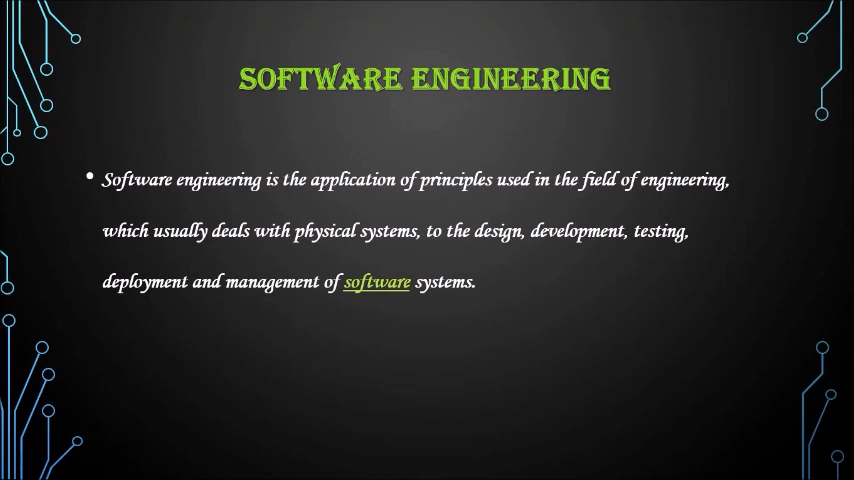 SOFTWARE ENGINEERING
• Software engineering is the application of principles used in the field of engineering,
which usually deals with physical systems, to the design, development, testing,
deployment and management of software systems.